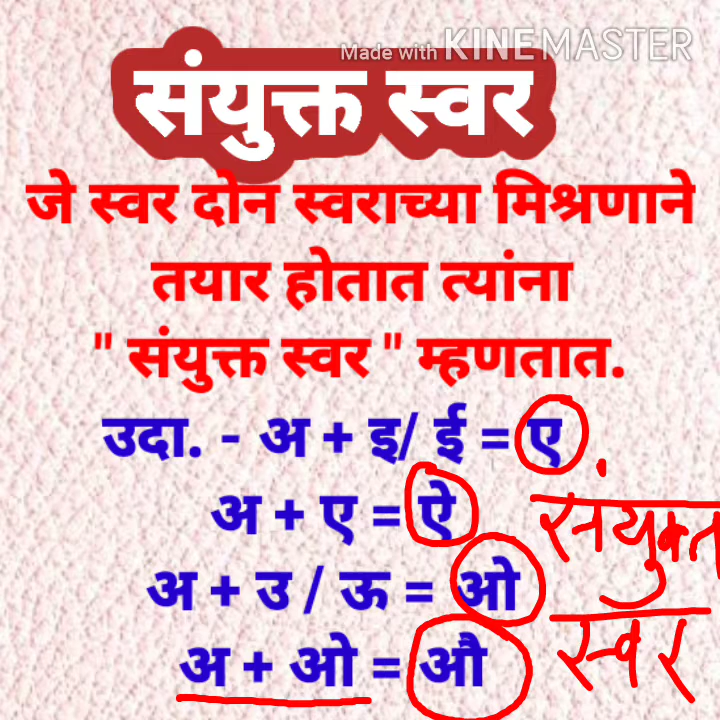 Made with KINEMASTER
संयुक्त स्वर
जे स्वर दोन स्वराच्या मिश्रणाने
तयार होतात त्यांना
" संयुक्त स्वर " म्हणतात.
उदा. - अ + इ/ ई = ए
अ + ए = ऐ
अ + उ / ऊ = ओ
अ + ओ = औ
संयुक्त
स्वर